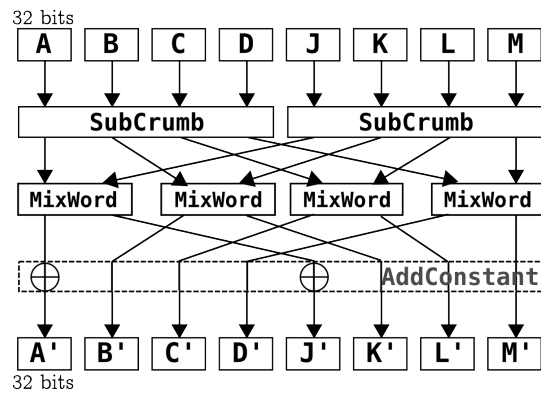 32 bits
A B C D J K L M
SubCrumb SubCrumb
MixWord MixWord MixWord MixWord
AddConstant
A' B' C' D' J' K' L' M'
32 bits